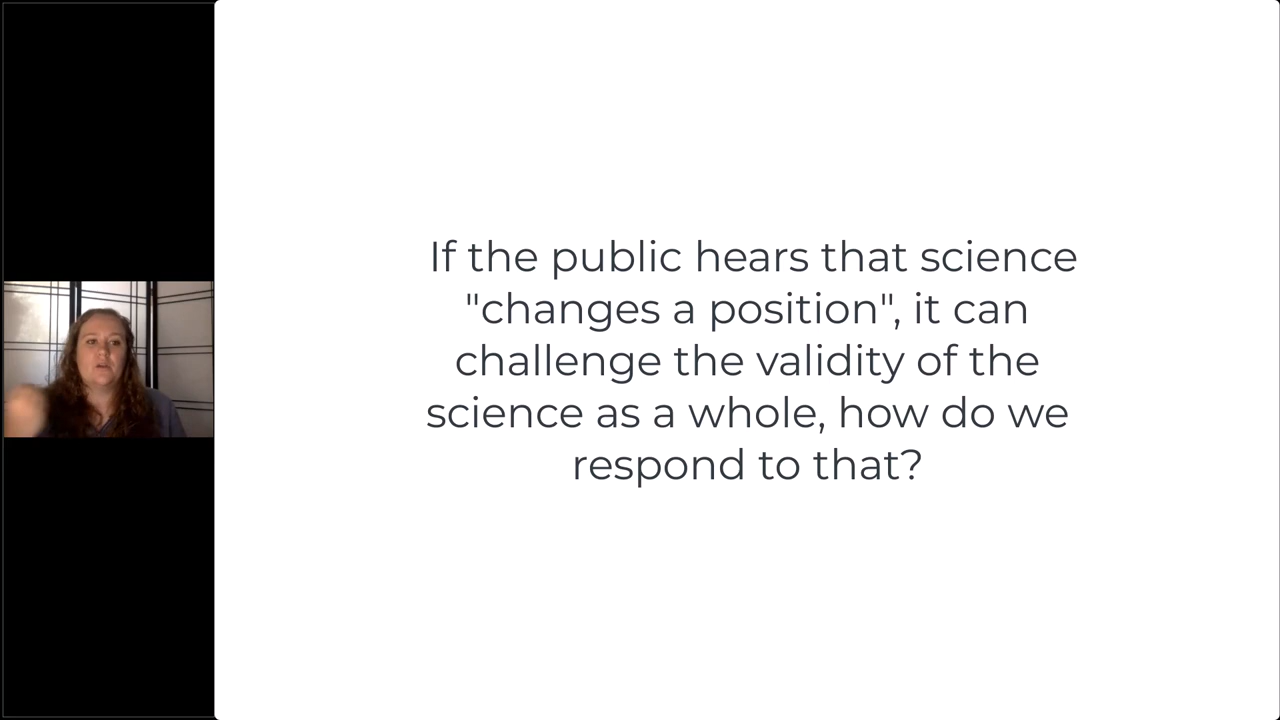 If the public hears that science
"changes a position", it can
challenge the validity of the
science as a whole, how do we
respond to that?